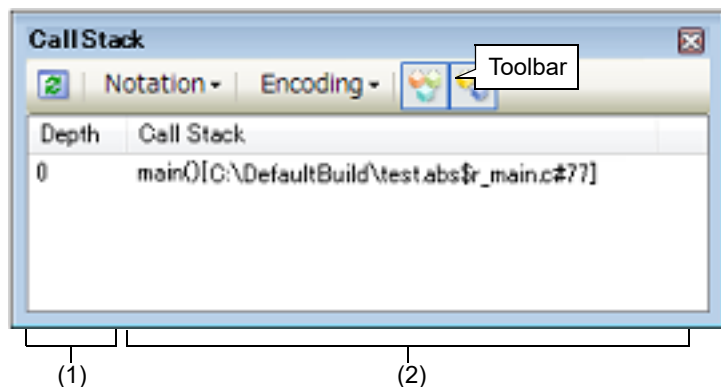 Call Stack
Notation Encoding Toolbar
Depth Call Stack
0 main()[C:\DefaultBuild\test.abs$r_main.c#77]
(1) (2)